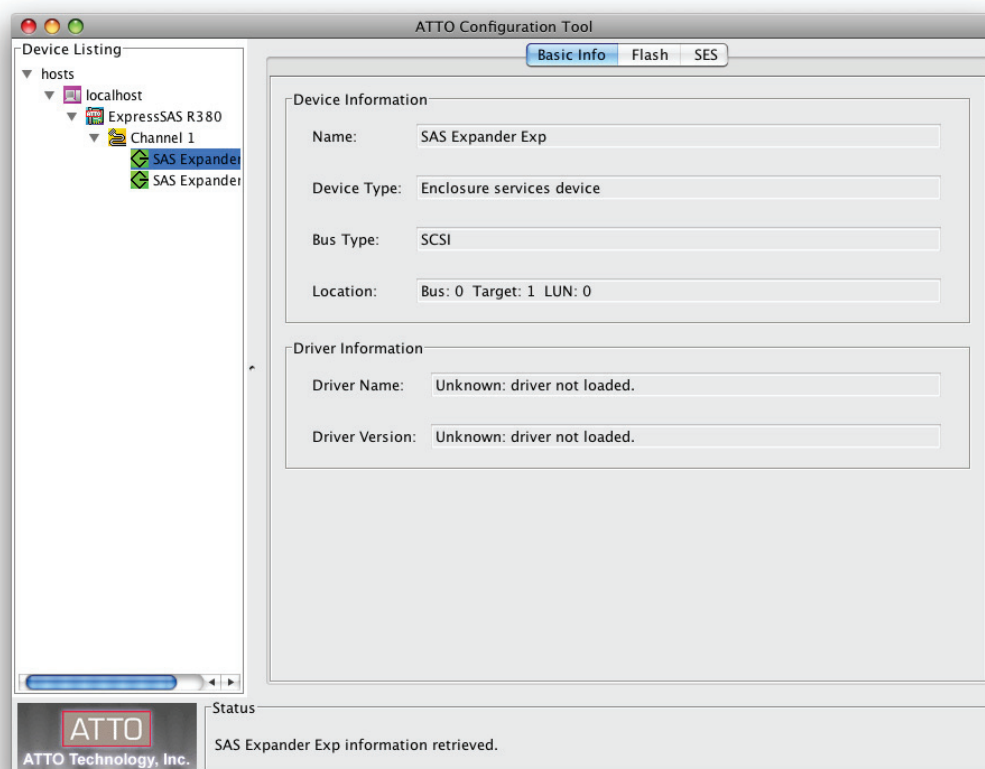 ATTO Configuration Tool
Device Listing
hosts
localhost
ExpressSAS R380
Channel 1
SAS Expander
SAS Expander
Basic Info Flash SES
Device Information
Name: SAS Expander Exp
Device Type: Enclosure services device
Bus Type: SCSI
Location: Bus: 0 Target: 1 LUN: 0
Driver Information
Driver Name: Unknown: driver not loaded.
Driver Version: Unknown: driver not loaded.
ATTO
ATTO Technology, Inc.
Status
SAS Expander Exp information retrieved.